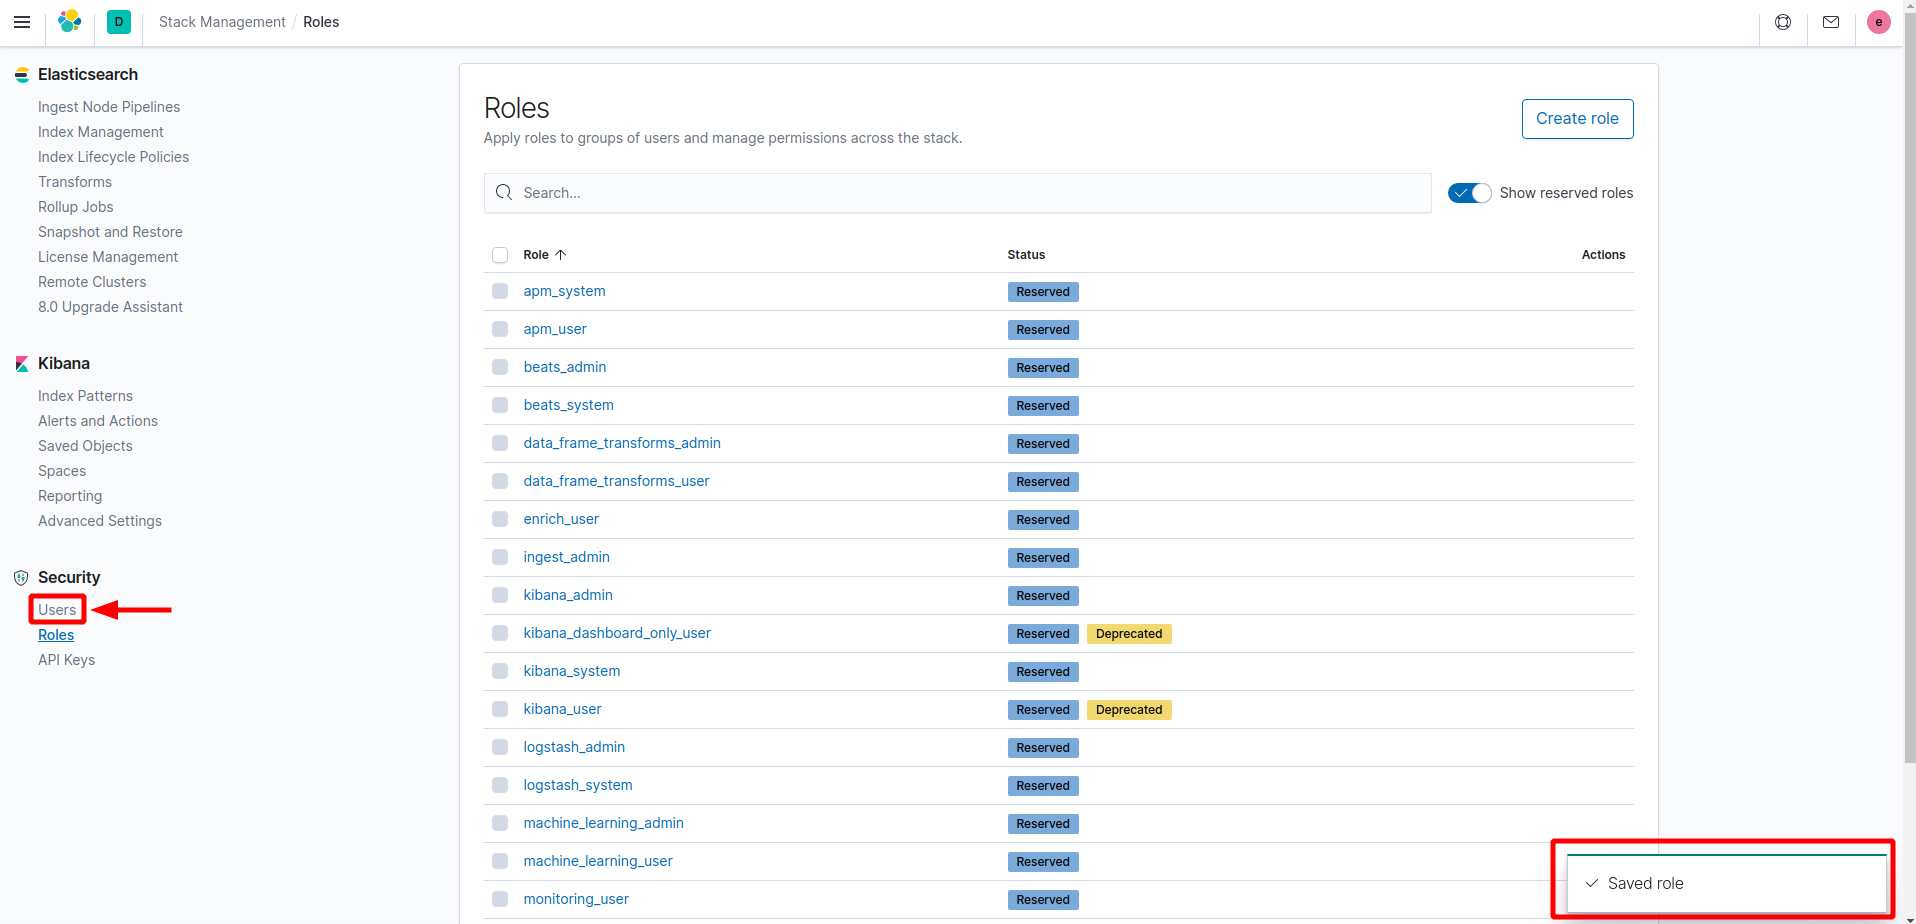 D Stack Management / Roles e
Elasticsearch
Ingest Node Pipelines
Index Management
Index Lifecycle Policies
Transforms
Rollup Jobs
Snapshot and Restore
License Management
Remote Clusters
8.0 Upgrade Assistant
Kibana
Index Patterns
Alerts and Actions
Saved Objects
Spaces
Reporting
Advanced Settings
Security
Users
Roles
API Keys
Roles
Create role
Apply roles to groups of users and manage permissions across the stack.
Search... Show reserved roles
Role Status Actions
apm_system Reserved
apm_user Reserved
beats_admin Reserved
beats_system Reserved
data_frame_transforms_admin Reserved
data_frame_transforms_user Reserved
enrich_user Reserved
ingest_admin Reserved
kibana_admin Reserved
kibana_dashboard_only_user Reserved Deprecated
kibana_system Reserved
kibana_user Reserved Deprecated
logstash_admin Reserved
logstash_system Reserved
machine_learning_admin Reserved
machine_learning_user Reserved
monitoring_user Reserved
Saved role